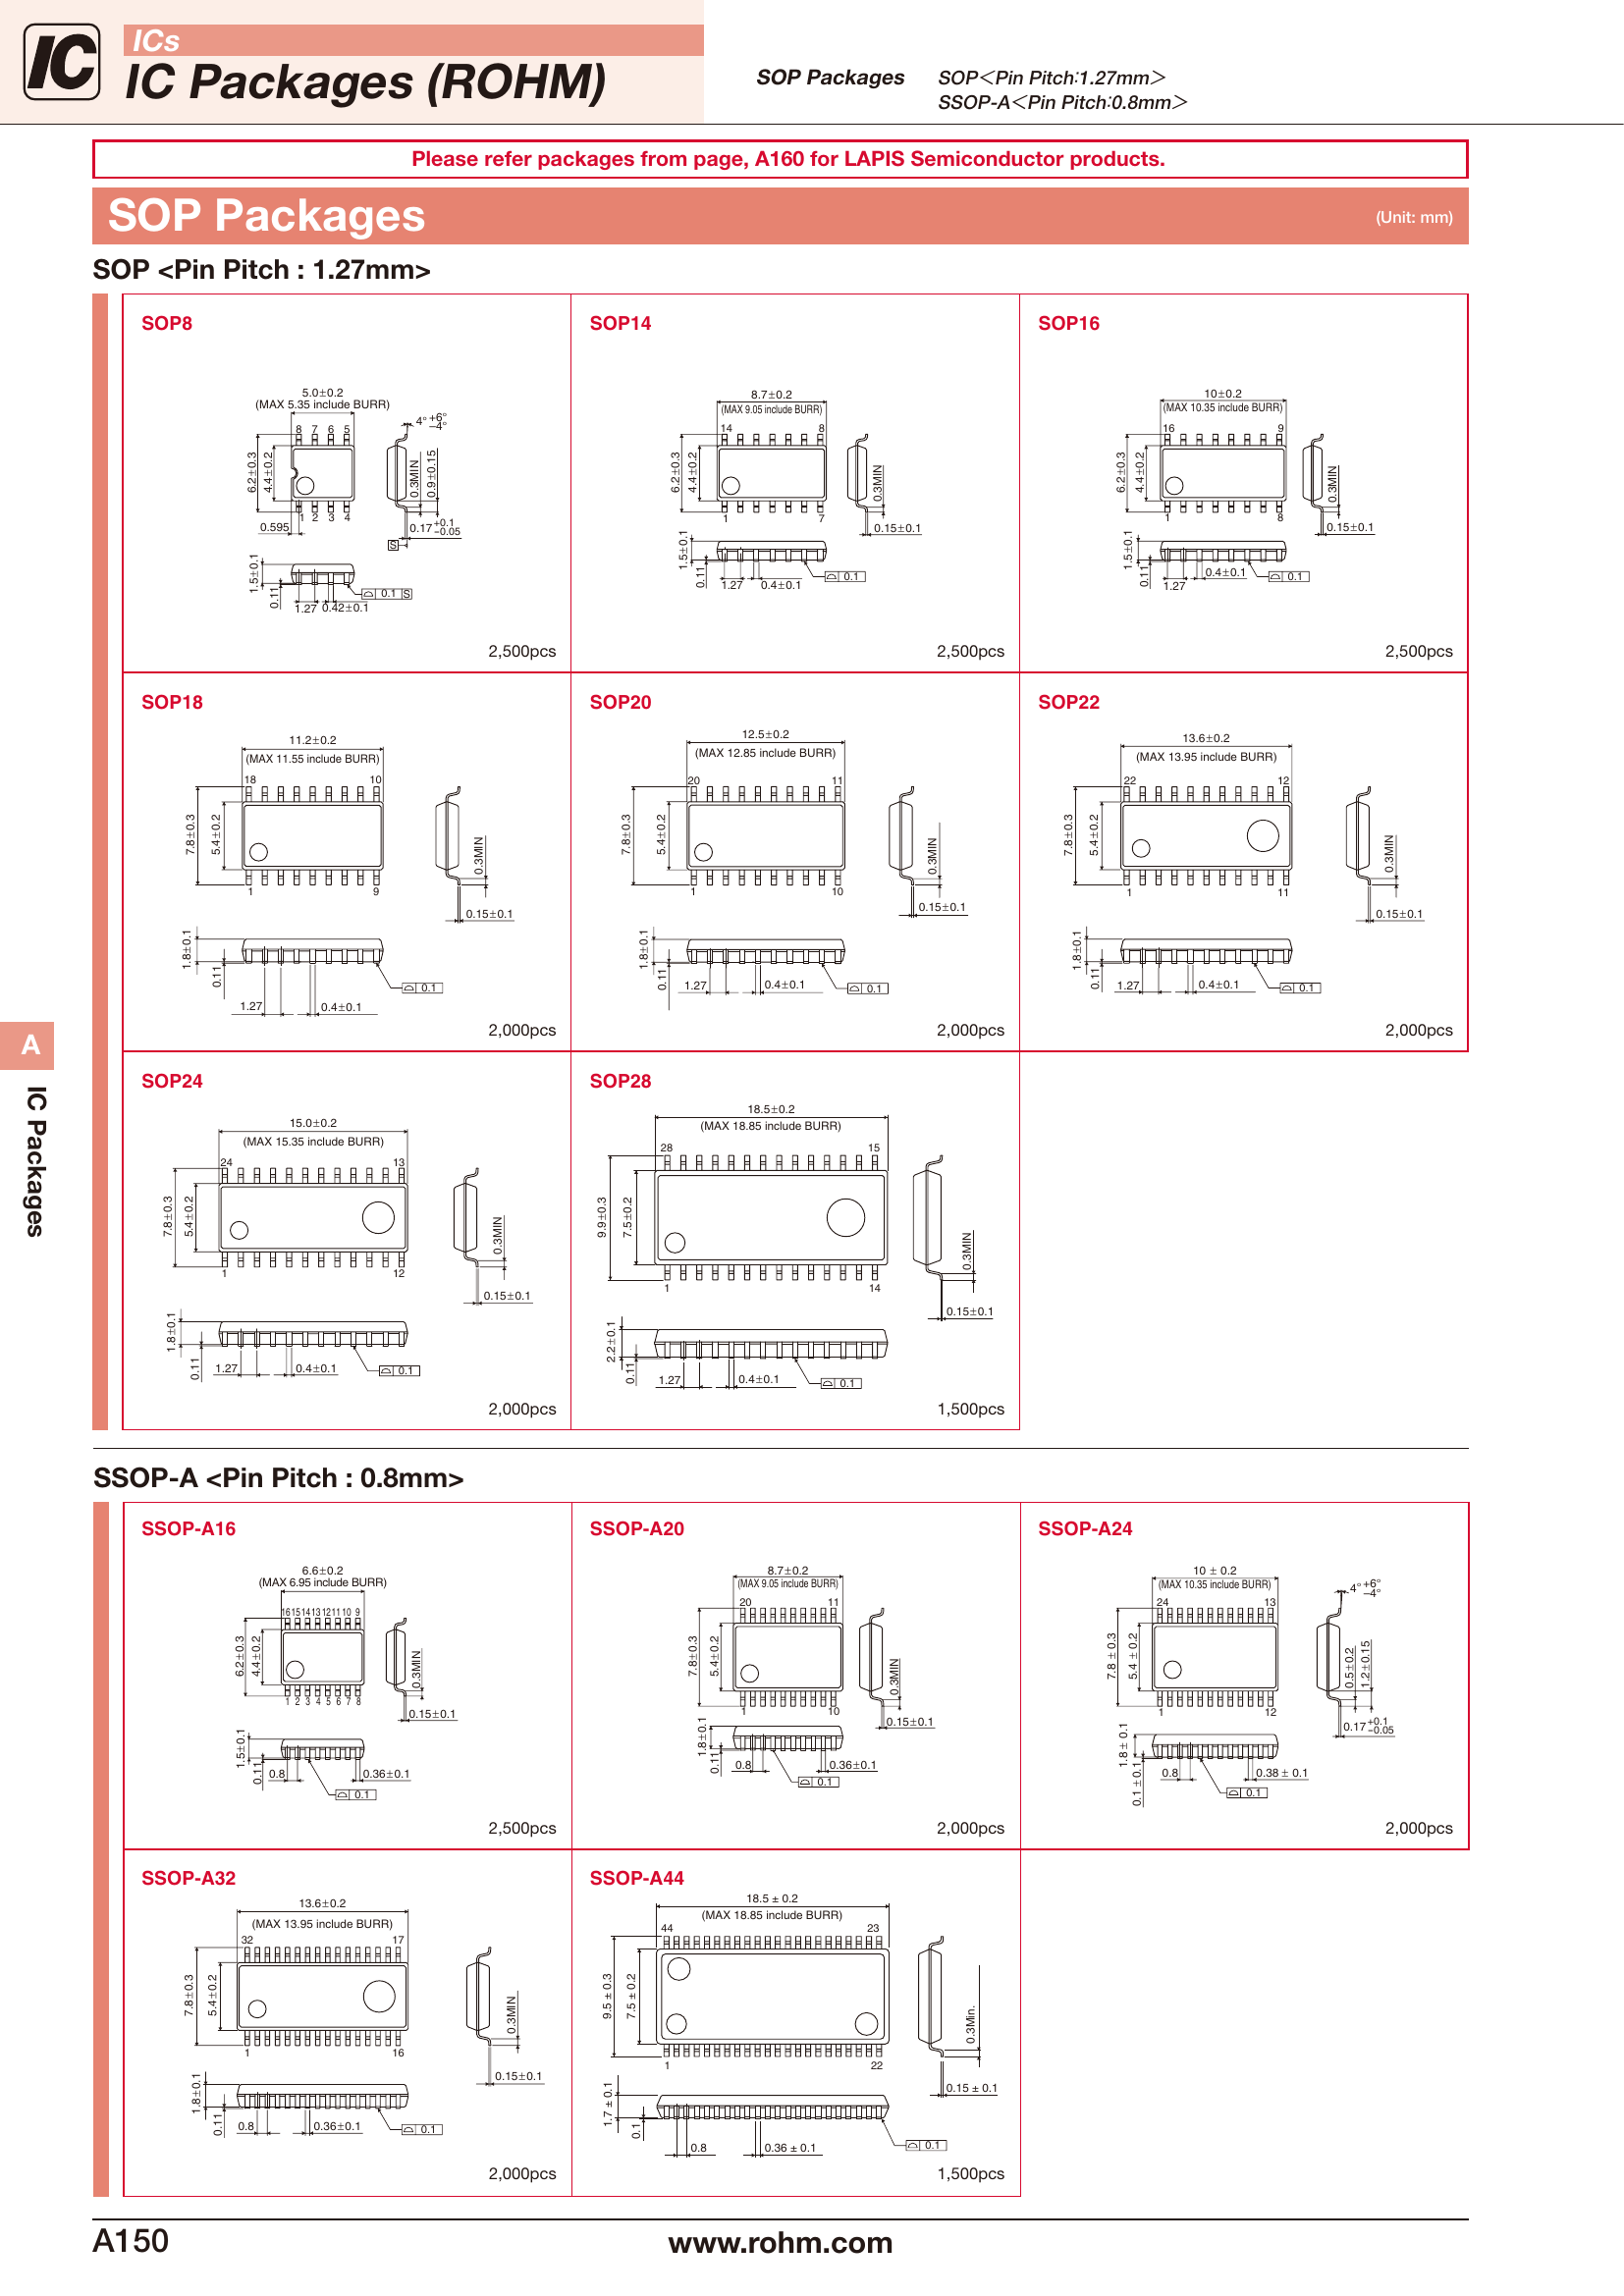 IC
ICs
IC Packages (ROHM)
SOP Packages
SOP<Pin Pitch:1.27mm>
SSOP-A<Pin Pitch:0.8mm>
Please refer packages from page, A160 for LAPIS Semiconductor products.
SOP Packages
(Unit: mm)
SOP <Pin Pitch : 1.27mm>
SOP8
5.0±0.2
(MAX 5.35 include BURR)
8 7 6 5
4° +6° −4°
6.2±0.3
4.4±0.2
0.3MIN
0.9±0.15
1 2 3 4
0.595
0.17 +0.1 −0.05
S
1.5±0.1
0.11
0.1 S
1.27 0.42±0.1
2,500pcs
SOP14
8.7±0.2
(MAX 9.05 include BURR)
14 8
6.2±0.3
4.4±0.2
0.3MIN
1 7
0.15±0.1
1.5±0.1
0.11
1.27 0.4±0.1
0.1
2,500pcs
SOP16
10±0.2
(MAX 10.35 include BURR)
16 9
6.2±0.3
4.4±0.2
0.3MIN
1 8
0.15±0.1
1.5±0.1
0.11
1.27
0.4±0.1
0.1
2,500pcs
SOP18
11.2±0.2
(MAX 11.55 include BURR)
18 10
7.8±0.3
5.4±0.2
0.3MIN
1 9
0.15±0.1
1.8±0.1
0.11
0.1
1.27 0.4±0.1
2,000pcs
SOP20
12.5±0.2
(MAX 12.85 include BURR)
20 11
7.8±0.3
5.4±0.2
0.3MIN
1 10
0.15±0.1
1.8±0.1
0.11
1.27 0.4±0.1
0.1
2,000pcs
SOP22
13.6±0.2
(MAX 13.95 include BURR)
22 12
7.8±0.3
5.4±0.2
0.3MIN
1 11
0.15±0.1
1.8±0.1
0.11
1.27 0.4±0.1
0.1
2,000pcs
A
IC Packages
SOP24
15.0±0.2
(MAX 15.35 include BURR)
24 13
7.8±0.3
5.4±0.2
0.3MIN
1 12
0.15±0.1
1.8±0.1
0.11
1.27 0.4±0.1
0.1
2,000pcs
SOP28
18.5±0.2
(MAX 18.85 include BURR)
28 15
9.9±0.3
7.5±0.2
0.3MIN
1 14
0.15±0.1
2.2±0.1
0.11
1.27 0.4±0.1
0.1
1,500pcs
SSOP-A <Pin Pitch : 0.8mm>
SSOP-A16
6.6±0.2
(MAX 6.95 include BURR)
16 15 14 13 12 11 10 9
6.2±0.3
4.4±0.2
0.3MIN
1 2 3 4 5 6 7 8
0.15±0.1
1.5±0.1
0.11
0.8 0.36±0.1
0.1
2,500pcs
SSOP-A20
8.7±0.2
(MAX 9.05 include BURR)
20 11
7.8±0.3
5.4±0.2
0.3MIN
1 10
0.15±0.1
1.8±0.1
0.11
0.8 0.36±0.1
0.1
2,000pcs
SSOP-A24
10 ± 0.2
(MAX 10.35 include BURR)
24 13
4° +6° −4°
7.8 ± 0.3
5.4 ± 0.2
0.5±0.2
1.2±0.15
1 12
0.17 +0.1 −0.05
1.8 ± 0.1
0.1 ± 0.1
0.8 0.38 ± 0.1
0.1
2,000pcs
SSOP-A32
13.6±0.2
(MAX 13.95 include BURR)
32 17
7.8±0.3
5.4±0.2
0.3MIN
1 16
0.15±0.1
1.8±0.1
0.11
0.8 0.36±0.1
0.1
2,000pcs
SSOP-A44
18.5 ± 0.2
(MAX 18.85 include BURR)
44 23
9.5 ± 0.3
7.5 ± 0.2
0.3Min.
1 22
0.15 ± 0.1
1.7 ± 0.1
0.1
0.8 0.36 ± 0.1
0.1
1,500pcs
A150
www.rohm.com